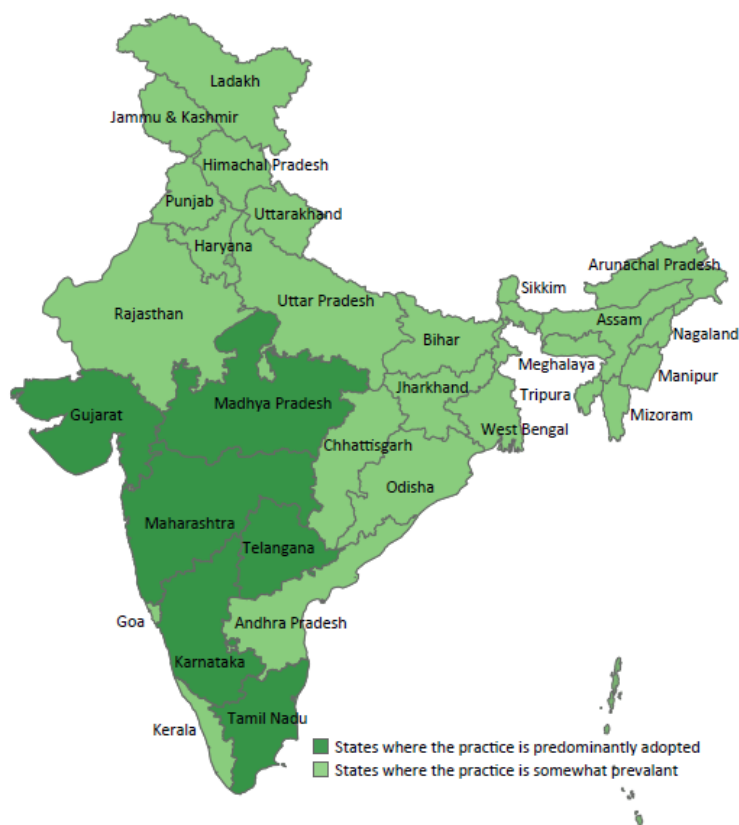 Ladakh
Jammu & Kashmir
Himachal Pradesh
Punjab
Uttarakhand
Haryana
Arunachal Pradesh
Sikkim
Rajasthan
Uttar Pradesh
Assam
Nagaland
Bihar
Meghalaya
Manipur
Jharkhand
Tripura
Gujarat
Madhya Pradesh
Mizoram
West Bengal
Chhattisgarh
Odisha
Maharashtra
Telangana
Goa
Andhra Pradesh
Karnataka
Tamil Nadu
Kerala
States where the practice is predominantly adopted
States where the practice is somewhat prevalant